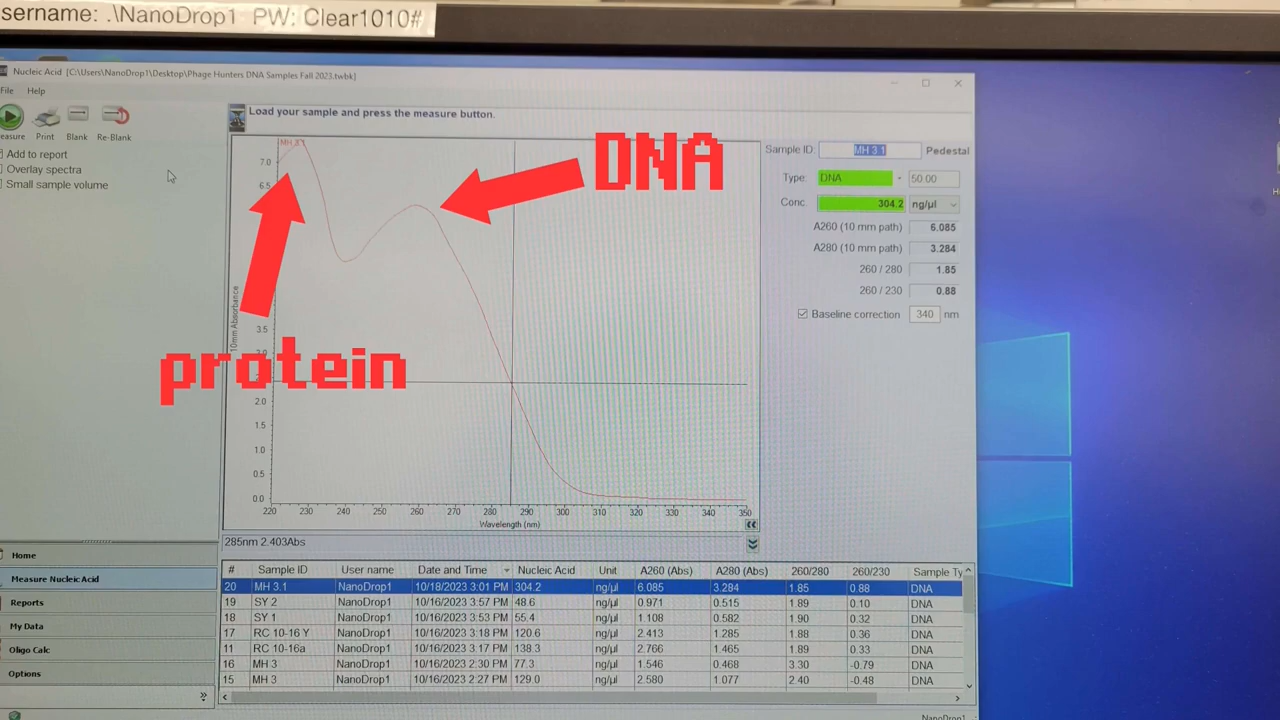 sername: .\NanoDrop1 PW: Clear1010#
Nucleic Acid [C:\Users\NanoDrop1\Desktop\Phage Hunters DNA Samples Fall 2023.twbk]
File Help
easure Print Blank Re-Blank
Add to report
Overlay spectra
Small sample volume
Load your sample and press the measure button.
MH 3.1
DNA
protein
Sample ID: MH 3.1 Pedestal
Type: DNA - 50.00
Conc. 304.2 ng/µl
A260 (10 mm path) 6.085
A280 (10 mm path) 3.284
260 / 280 1.85
260 / 230 0.88
Baseline correction 340 nm
10mm Absorbance
7.0
6.5
3.5
3.0
2.0
1.5
1.0
0.5
0.0
220 230 240 250 260 270 280 290 300 310 320 330 340 350
Wavelength (nm)
285nm 2.403Abs
Home
Measure Nucleic Acid
Reports
My Data
Oligo Calc
Options
# Sample ID User name Date and Time Nucleic Acid Unit A260 (Abs) A280 (Abs) 260/280 260/230 Sample Ty
20 MH 3.1 NanoDrop1 10/18/2023 3:01 PM 304.2 ng/µl 6.085 3.284 1.85 0.88 DNA
19 SY 2 NanoDrop1 10/16/2023 3:57 PM 48.6 ng/µl 0.971 0.515 1.89 0.10 DNA
18 SY 1 NanoDrop1 10/16/2023 3:53 PM 55.4 ng/µl 1.108 0.582 1.90 0.32 DNA
17 RC 10-16 Y NanoDrop1 10/16/2023 3:18 PM 120.6 ng/µl 2.413 1.285 1.88 0.36 DNA
11 RC 10-16a NanoDrop1 10/16/2023 3:17 PM 138.3 ng/µl 2.766 1.465 1.89 0.33 DNA
16 MH 3 NanoDrop1 10/16/2023 2:30 PM 77.3 ng/µl 1.546 0.468 3.30 -0.79 DNA
15 MH 3 NanoDrop1 10/16/2023 2:27 PM 129.0 ng/µl 2.580 1.077 2.40 -0.48 DNA
NanoDrop1